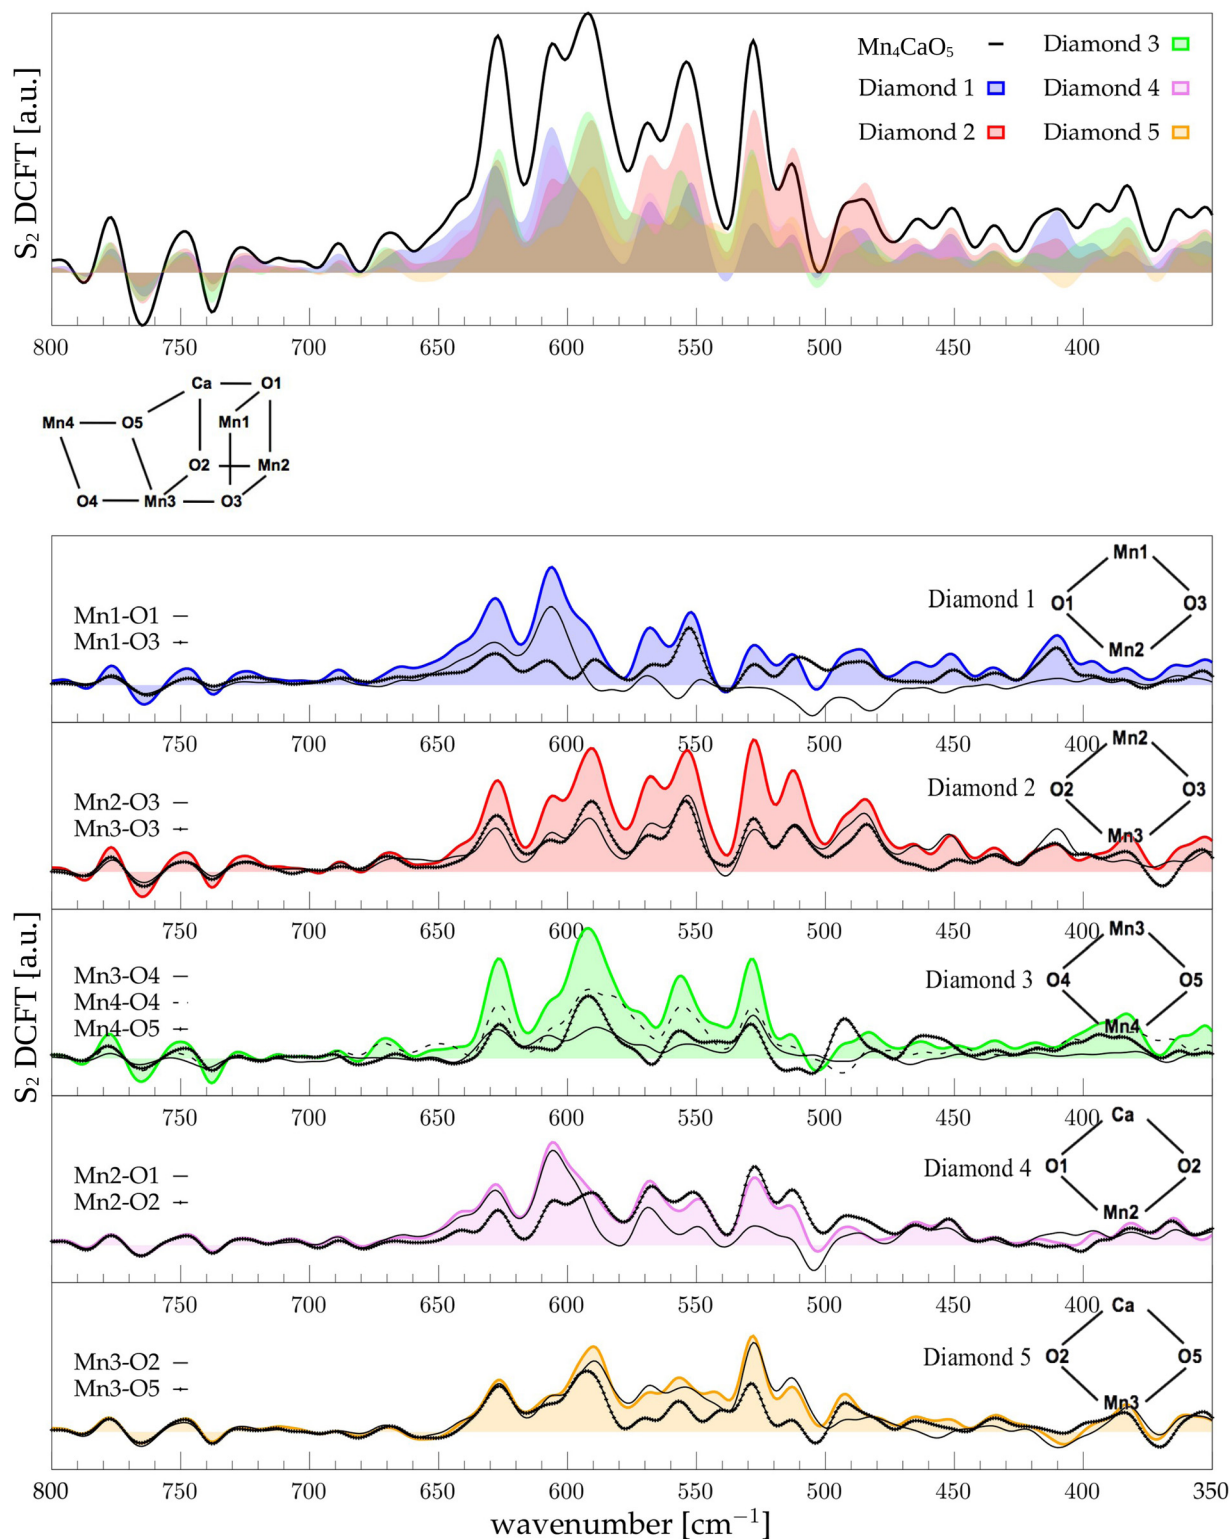 S₂ DCFT [a.u.]
Mn₄CaO₅
Diamond 1
Diamond 2
Diamond 3
Diamond 4
Diamond 5
800 750 700 650 600 550 500 450 400
Ca O1
Mn4 O5 Mn1
O2 Mn2
O4 Mn3 O3
Mn1-O1
Mn1-O3
Diamond 1
Mn1
O1 O3
Mn2
750 700 650 600 550 500 450 400
Mn2-O3
Mn3-O3
Diamond 2
Mn2
O2 O3
Mn3
750 700 650 600 550 500 450 400
S₂ DCFT [a.u.]
Mn3-O4
Mn4-O4
Mn4-O5
Diamond 3
Mn3
O4 O5
Mn4
750 700 650 600 550 500 450 400
Mn2-O1
Mn2-O2
Diamond 4
Ca
O1 O2
Mn2
750 700 650 600 550 500 450 400
Mn3-O2
Mn3-O5
Diamond 5
Ca
O2 O5
Mn3
800 750 700 650 600 550 500 450 400 350
wavenumber [cm⁻¹]